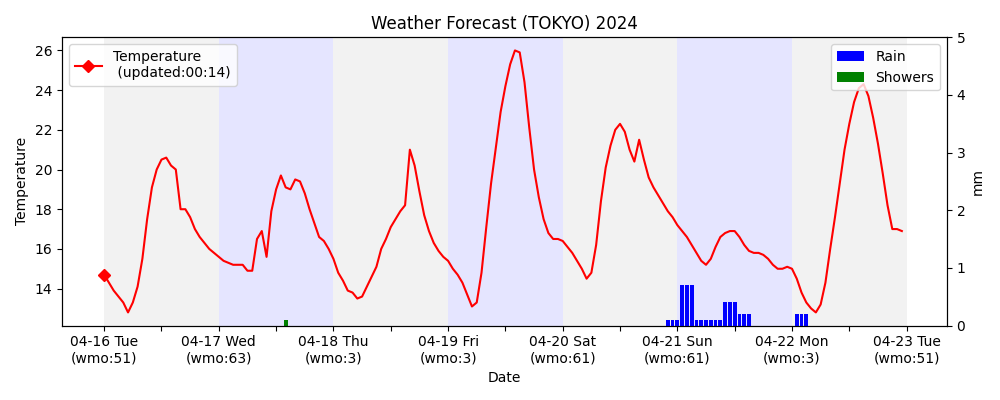 Weather Forecast (TOKYO) 2024
Temperature
(updated:00:14)
Rain
Showers
26
24
22
20
18
16
14
Temperature
5
4
3
2
1
0
mm
04-16 Tue
(wmo:51)
04-17 Wed
(wmo:63)
04-18 Thu
(wmo:3)
04-19 Fri
(wmo:3)
04-20 Sat
(wmo:61)
04-21 Sun
(wmo:61)
04-22 Mon
(wmo:3)
04-23 Tue
(wmo:51)
Date